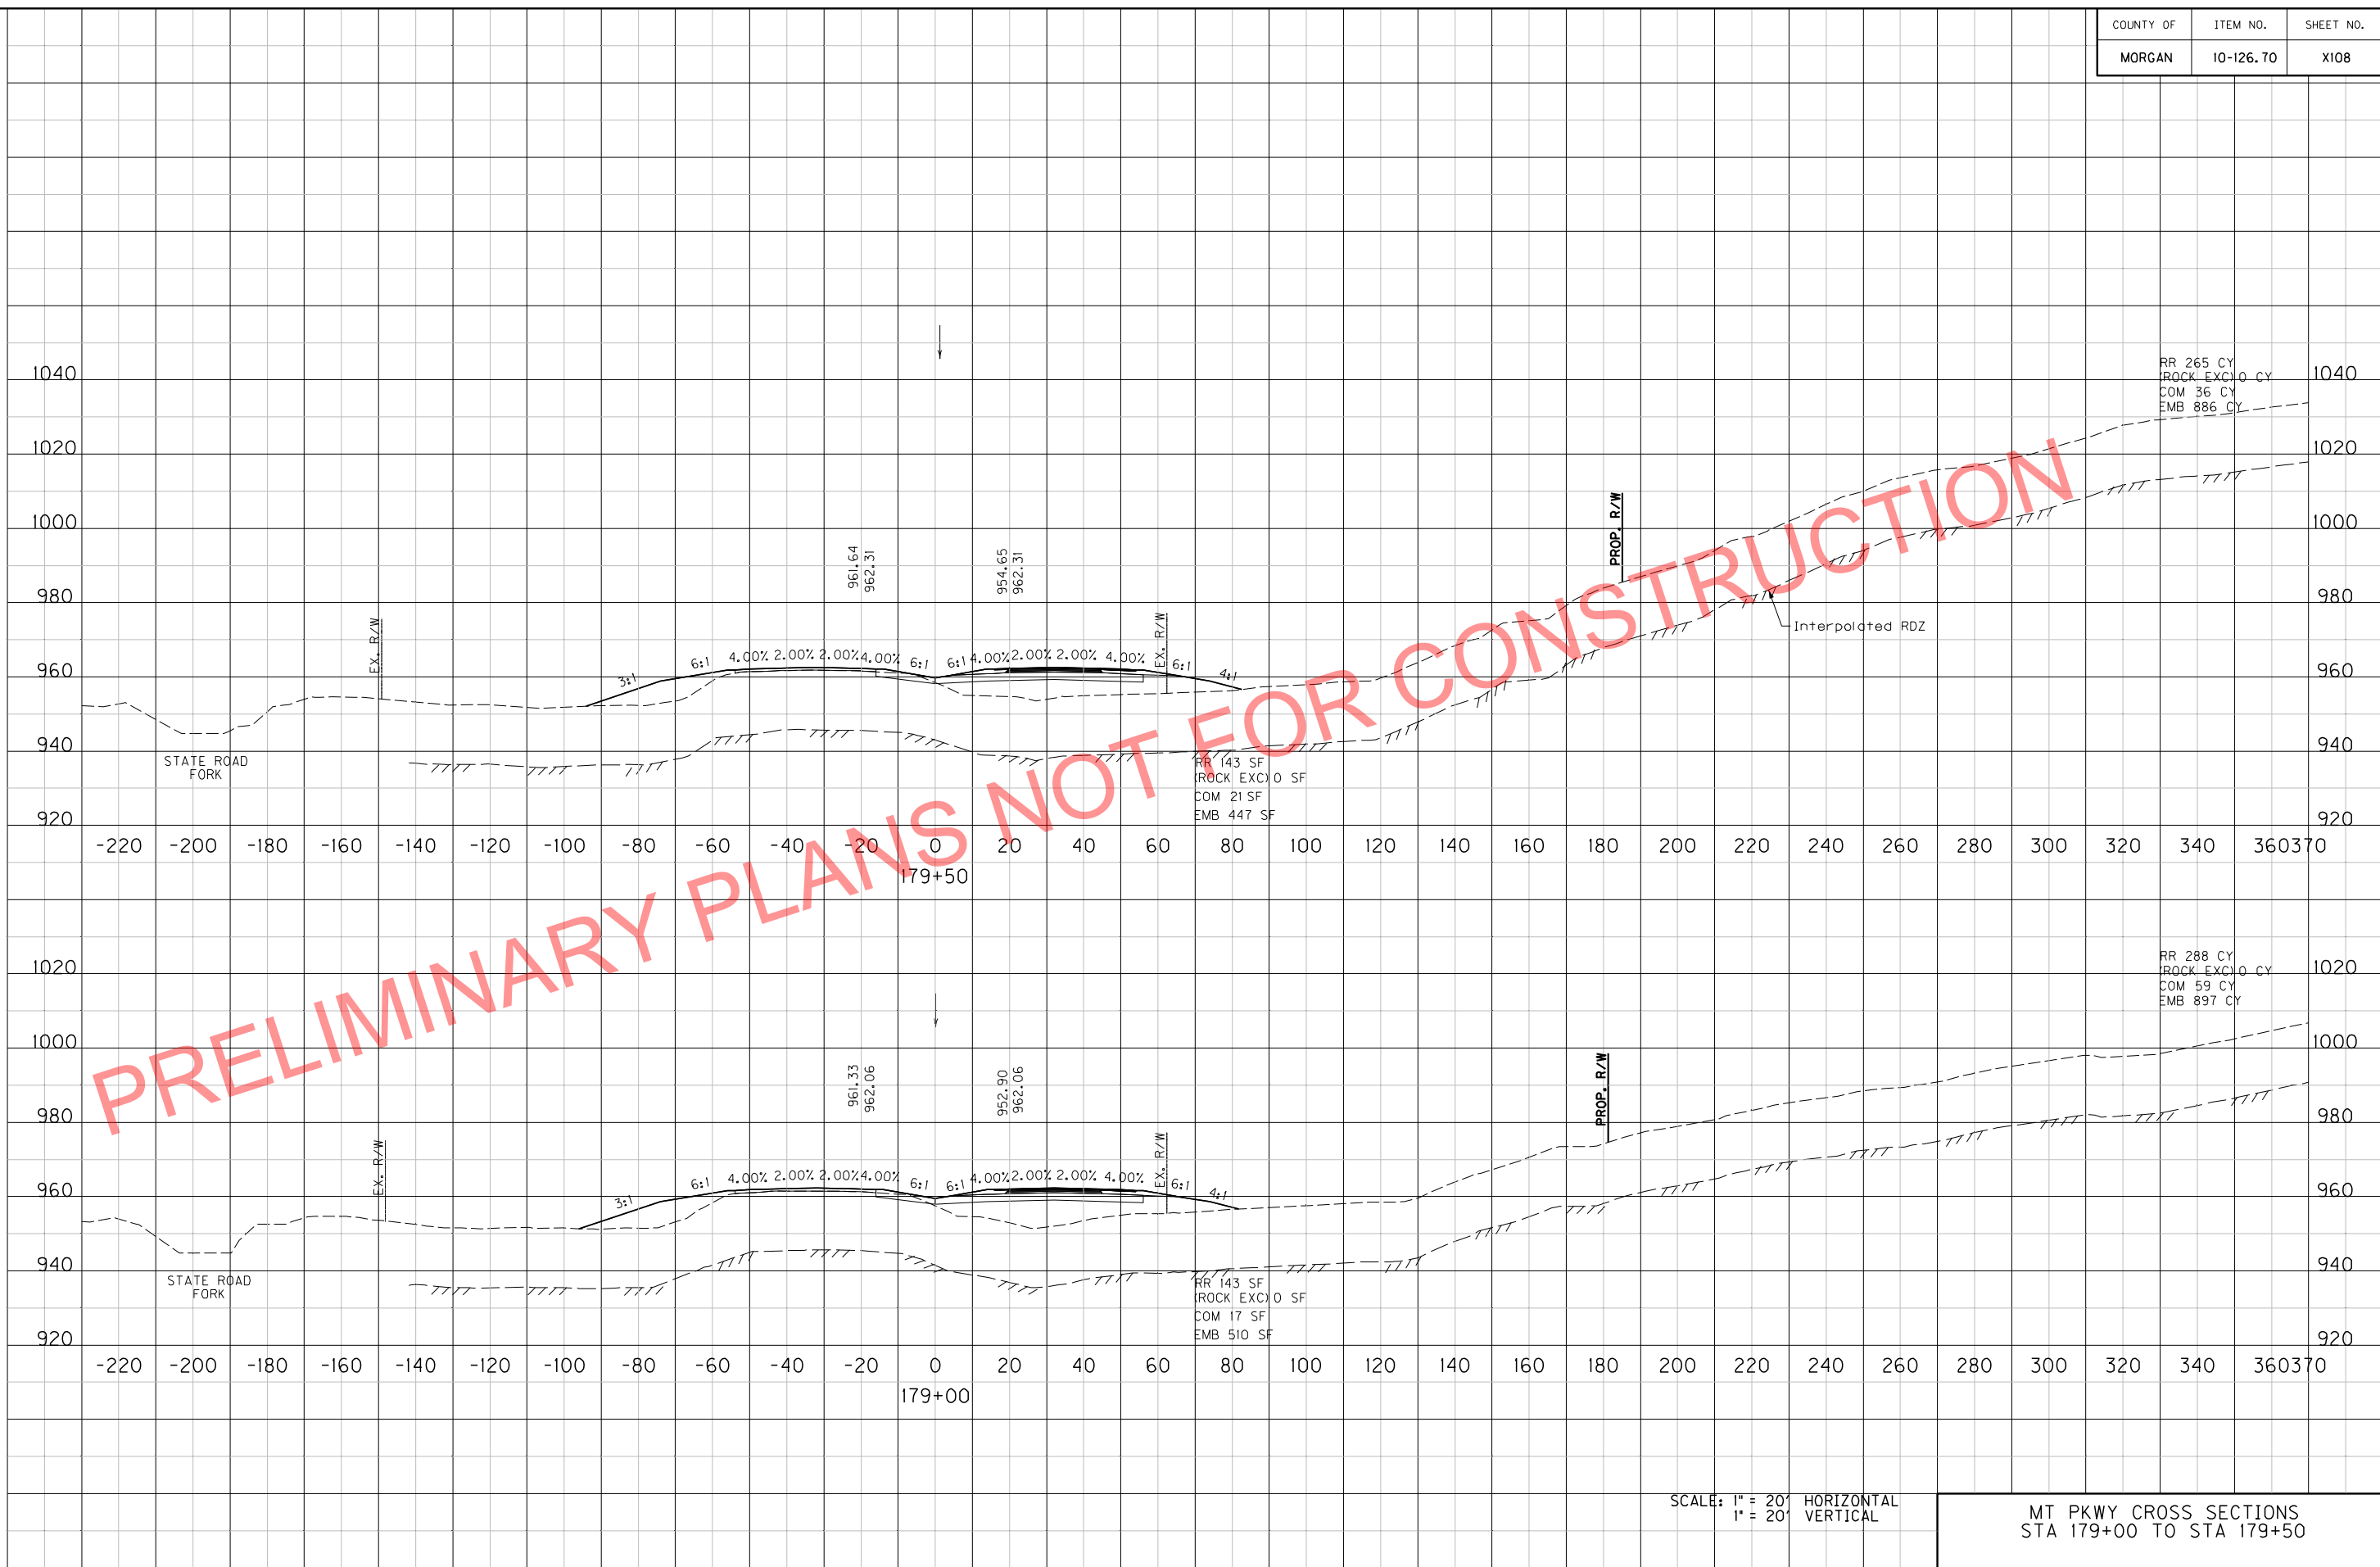 COUNTY OF ITEM NO. SHEET NO.
MORGAN 10-126.70 X108
RR 265 CY
(ROCK EXC) 0 CY
COM 36 CY
EMB 886 CY
1040 1040
1020 1020
1000 1000
980 980
960 960
940 940
920 920
961.64
962.31
954.65
962.31
PROP. R/W
EX. R/W
EX. R/W
Interpolated RDZ
3:1 6:1 4.00% 2.00% 2.00% 4.00% 6:1 6:1 4.00% 2.00% 2.00% 4.00% 6:1 4:1
STATE ROAD
FORK
RR 143 SF
(ROCK EXC) 0 SF
COM 21 SF
EMB 447 SF
-220 -200 -180 -160 -140 -120 -100 -80 -60 -40 -20 0 20 40 60 80 100 120 140 160 180 200 220 240 260 280 300 320 340 360 370
179+50
PRELIMINARY PLANS NOT FOR CONSTRUCTION
RR 288 CY
(ROCK EXC) 0 CY
COM 59 CY
EMB 897 CY
1020 1020
1000 1000
980 980
960 960
940 940
920 920
961.33
962.06
952.90
962.06
PROP. R/W
EX. R/W
EX. R/W
3:1 6:1 4.00% 2.00% 2.00% 4.00% 6:1 6:1 4.00% 2.00% 2.00% 4.00% 6:1 4:1
STATE ROAD
FORK
RR 143 SF
(ROCK EXC) 0 SF
COM 17 SF
EMB 510 SF
-220 -200 -180 -160 -140 -120 -100 -80 -60 -40 -20 0 20 40 60 80 100 120 140 160 180 200 220 240 260 280 300 320 340 360 370
179+00
SCALE: 1" = 20' HORIZONTAL
1" = 20' VERTICAL
MT PKWY CROSS SECTIONS
STA 179+00 TO STA 179+50